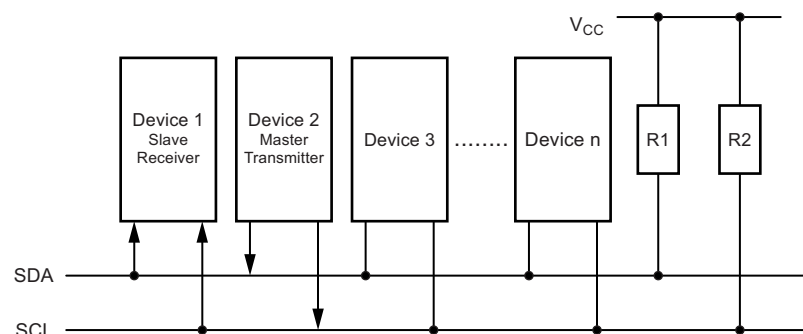 V_CC
Device 1
Slave
Receiver
Device 2
Master
Transmitter
Device 3
........
Device n
R1
R2
SDA
SCL